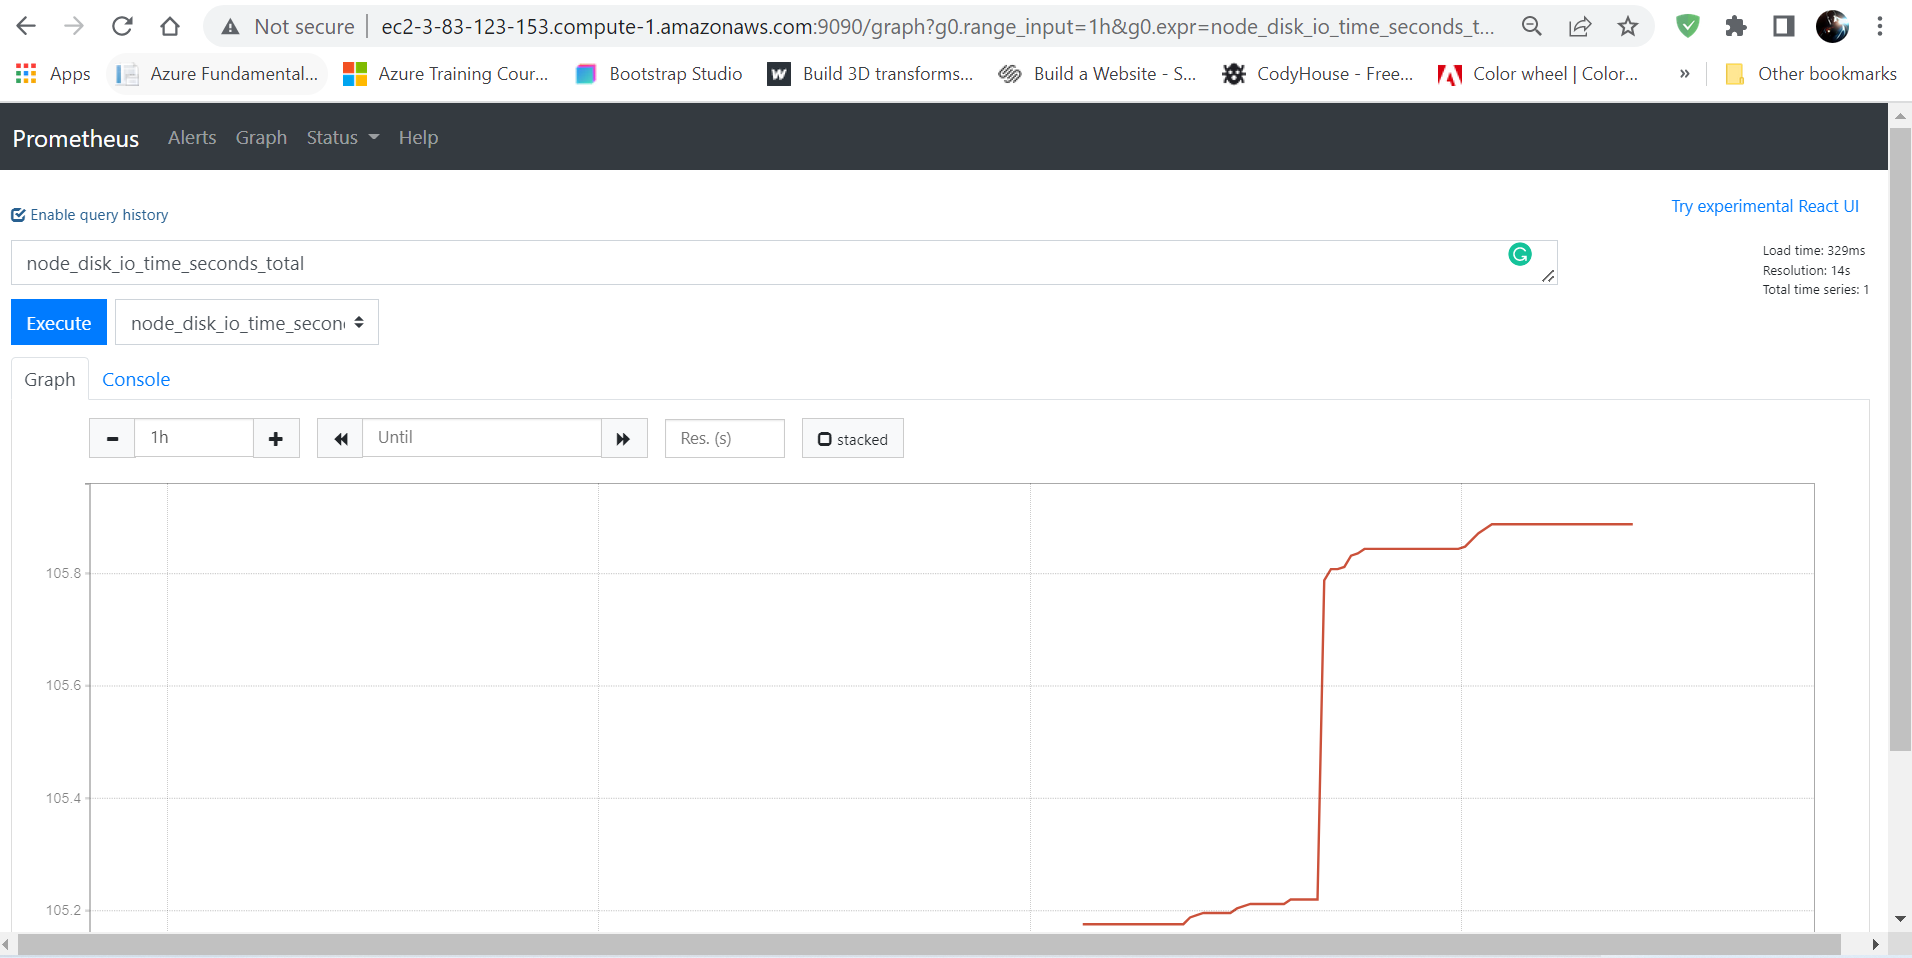 Not secure ec2-3-83-123-153.compute-1.amazonaws.com:9090/graph?g0.range_input=1h&g0.expr=node_disk_io_time_seconds_t...
Apps Azure Fundamental... Azure Training Cour... Bootstrap Studio Build 3D transforms... Build a Website - S... CodyHouse - Free... Color wheel | Color... » Other bookmarks
Prometheus Alerts Graph Status Help
Enable query history
Try experimental React UI
node_disk_io_time_seconds_total
Load time: 329ms
Resolution: 14s
Total time series: 1
Execute node_disk_io_time_secon
Graph Console
1h Until Res. (s) stacked
105.8
105.6
105.4
105.2